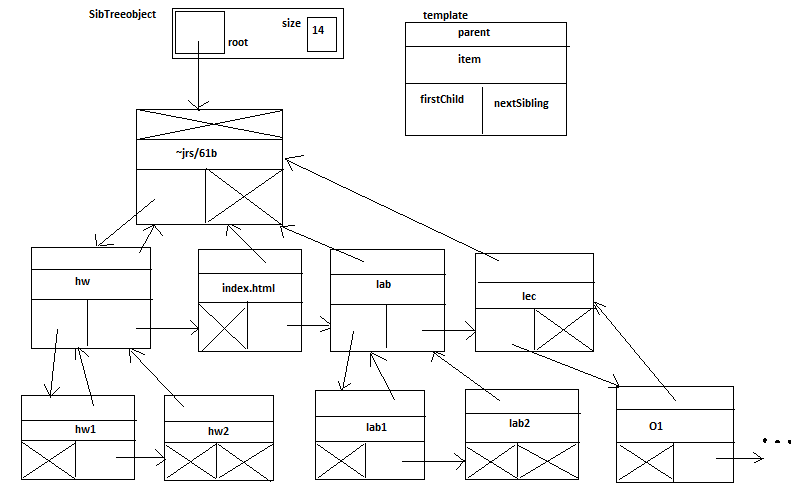 SibTreeobject
size
14
root
template
parent
item
firstChild
nextSibling
~jrs/61b
hw
index.html
lab
lec
hw1
hw2
lab1
lab2
O1
...